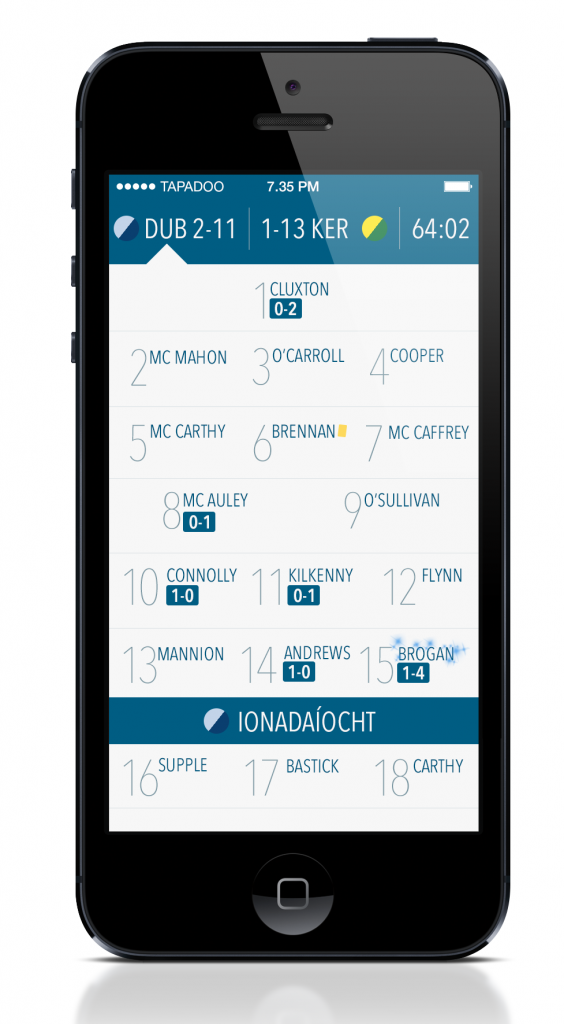 TAPADOO 7.35 PM
DUB 2-11 1-13 KER 64:02
1 CLUXTON
0-2
2 MC MAHON 3 O'CARROLL 4 COOPER
5 MC CARTHY 6 BRENNAN 7 MC CAFFREY
8 MC AULEY 9 O'SULLIVAN
0-1
10 CONNOLLY 11 KILKENNY 12 FLYNN
1-0 0-1
13 MANNION 14 ANDREWS 15 BROGAN
1-0 1-4
IONADAÍOCHT
16 SUPPLE 17 BASTICK 18 CARTHY